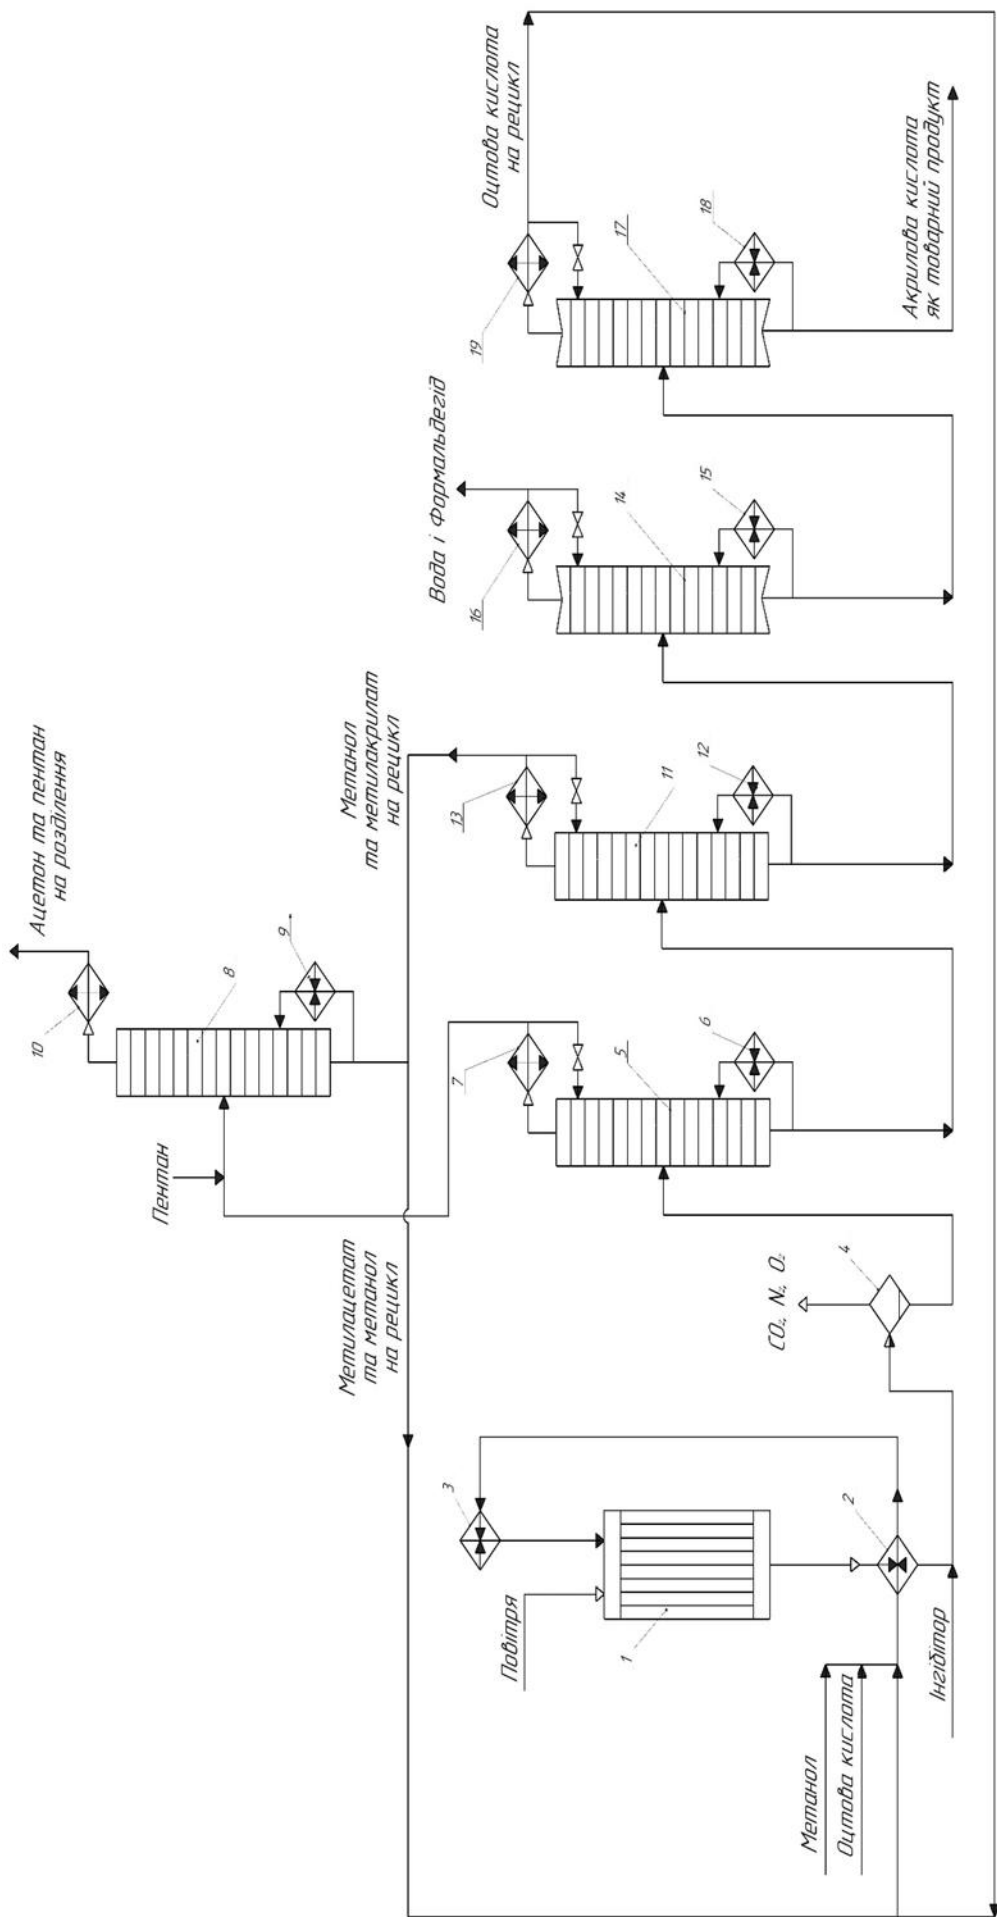 Ацетон та пентан
на розділення
10
8
9
Пентан
Метилацетат
та метанол
на рецикл
Метанол
та метилакрилат
на рецикл
Вода і Формальдегід
Оцтова кислота
на рецикл
7
5
6
13
11
12
16
14
15
19
17
18
3
Повітря
1
2
CO₂, N₂, O₂
4
Метанол
Оцтова кислота
Інгібітор
Акрилова кислота
як товарний продукт